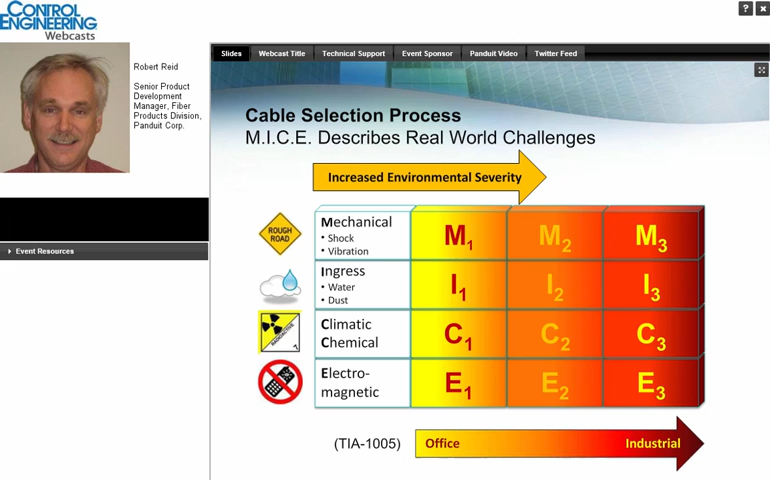 CONTROL
ENGINEERING
Webcasts
?
Robert Reid
Senior Product
Development
Manager, Fiber
Products Division,
Panduit Corp.
Event Resources
Slides
Webcast Title
Technical Support
Event Sponsor
Panduit Video
Twitter Feed
Cable Selection Process
M.I.C.E. Describes Real World Challenges
Increased Environmental Severity
ROUGH
ROAD
Mechanical
• Shock
• Vibration
M1
M2
M3
Ingress
• Water
• Dust
I1
I2
I3
RADIOACTIVE
7
Climatic
Chemical
C1
C2
C3
Electro-
magnetic
E1
E2
E3
(TIA-1005)
Office
Industrial